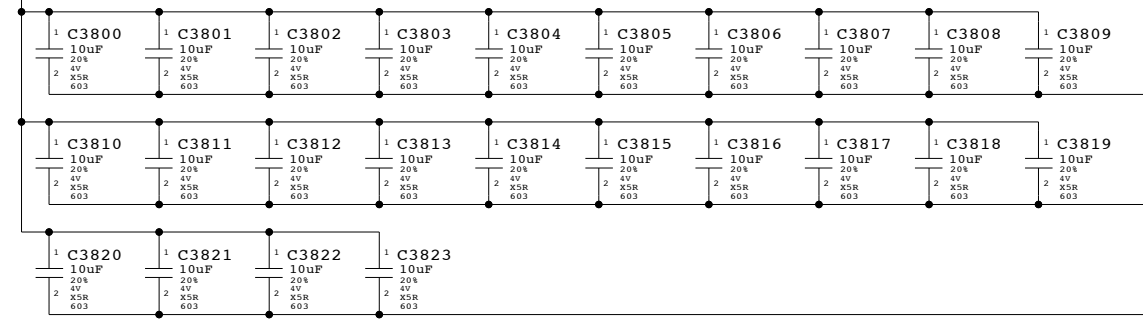 1 C3800 1 C3801 1 C3802 1 C3803 1 C3804 1 C3805 1 C3806 1 C3807 1 C3808 1 C3809
10uF 10uF 10uF 10uF 10uF 10uF 10uF 10uF 10uF 10uF
20% 20% 20% 20% 20% 20% 20% 20% 20% 20%
4V 4V 4V 4V 4V 4V 4V 4V 4V 4V
2 X5R 2 X5R 2 X5R 2 X5R 2 X5R 2 X5R 2 X5R 2 X5R 2 X5R 2 X5R
603 603 603 603 603 603 603 603 603 603
1 C3810 1 C3811 1 C3812 1 C3813 1 C3814 1 C3815 1 C3816 1 C3817 1 C3818 1 C3819
10uF 10uF 10uF 10uF 10uF 10uF 10uF 10uF 10uF 10uF
20% 20% 20% 20% 20% 20% 20% 20% 20% 20%
4V 4V 4V 4V 4V 4V 4V 4V 4V 4V
2 X5R 2 X5R 2 X5R 2 X5R 2 X5R 2 X5R 2 X5R 2 X5R 2 X5R 2 X5R
603 603 603 603 603 603 603 603 603 603
1 C3820 1 C3821 1 C3822 1 C3823
10uF 10uF 10uF 10uF
20% 20% 20% 20%
4V 4V 4V 4V
2 X5R 2 X5R 2 X5R 2 X5R
603 603 603 603